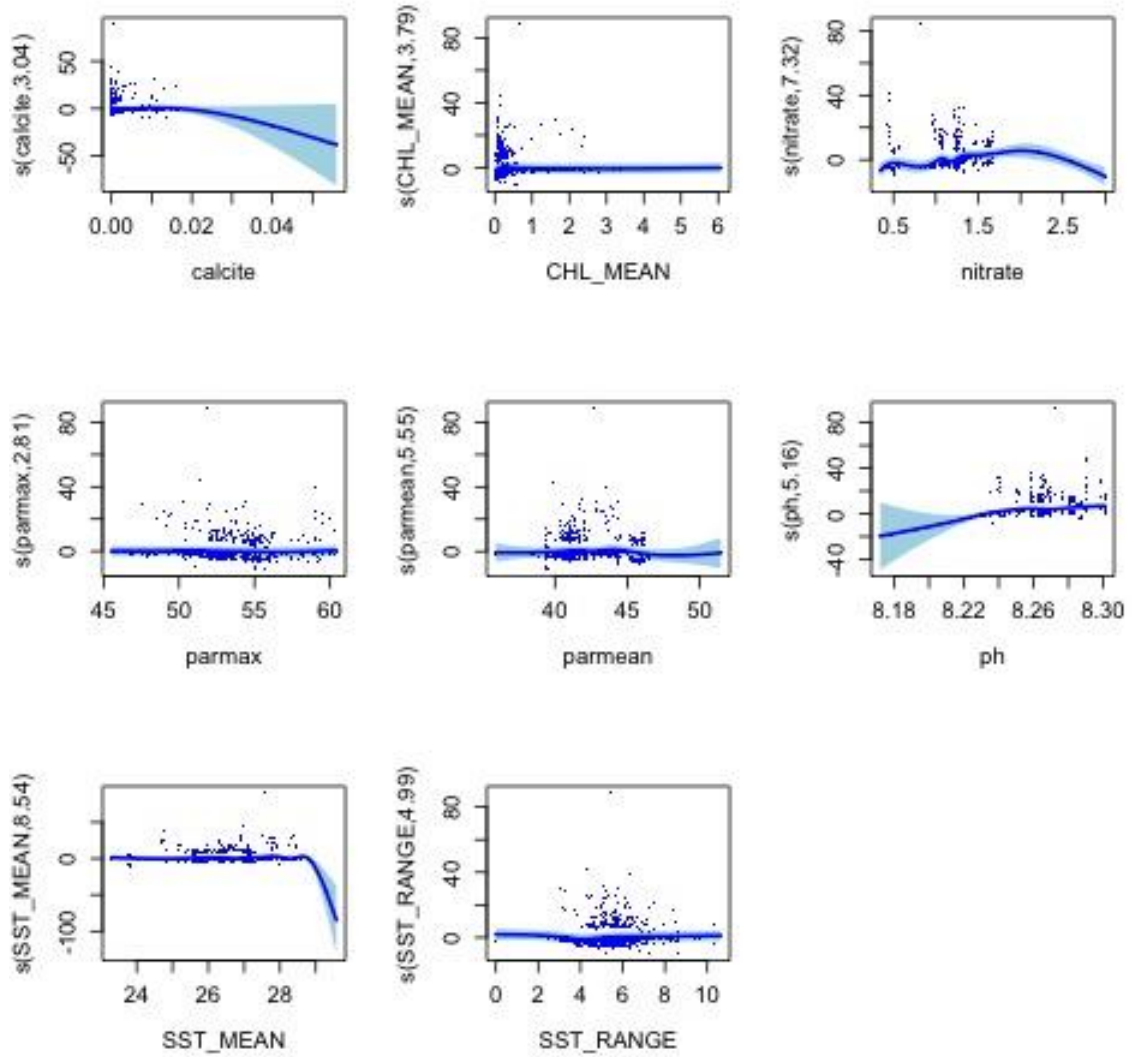 s(calcite,3.04)
-50 0 50
0.00 0.02 0.04
calcite
s(CHL_MEAN,3.79)
0 40 80
0 1 2 3 4 5 6
CHL_MEAN
s(nitrate,7.32)
0 40 80
0.5 1.5 2.5
nitrate
s(parmax,2.81)
0 40 80
45 50 55 60
parmax
s(parmean,5.55)
0 40 80
40 45 50
parmean
s(ph,5.16)
-40 0 40 80
8.18 8.22 8.26 8.30
ph
s(SST_MEAN,8.54)
-100 0
24 26 28
SST_MEAN
s(SST_RANGE,4.99)
0 40 80
0 2 4 6 8 10
SST_RANGE